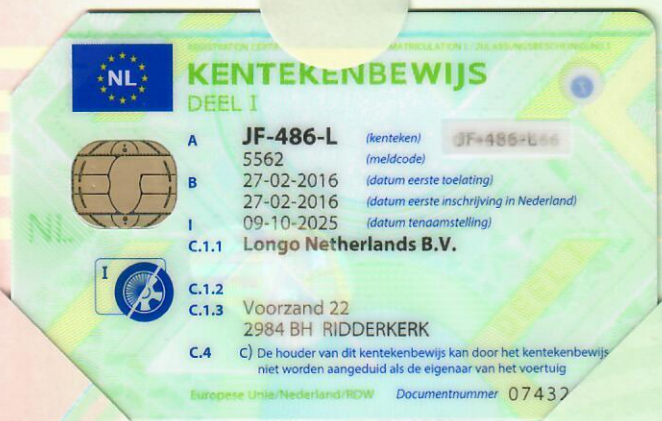 NL
KENTEKENBEWIJS
DEEL I
A JF-486-L (kenteken)
5562 (meldcode)
B 27-02-2016 (datum eerste toelating)
27-02-2016 (datum eerste inschrijving in Nederland)
I 09-10-2025 (datum tenaamstelling)
C.1.1 Longo Netherlands B.V.
NL
I
C.1.2
C.1.3 Voorzand 22
2984 BH RIDDERKERK
C.4 C) De houder van dit kentekenbewijs kan door het kentekenbewijs
niet worden aangeduid als de eigenaar van het voertuig
Europese Unie/Nederland/RDW Documentnummer 07432